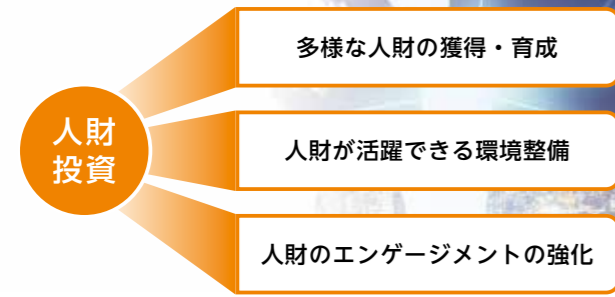 人財
投資
多様な人財の獲得・育成
人財が活躍できる環境整備
人財のエンゲージメントの強化